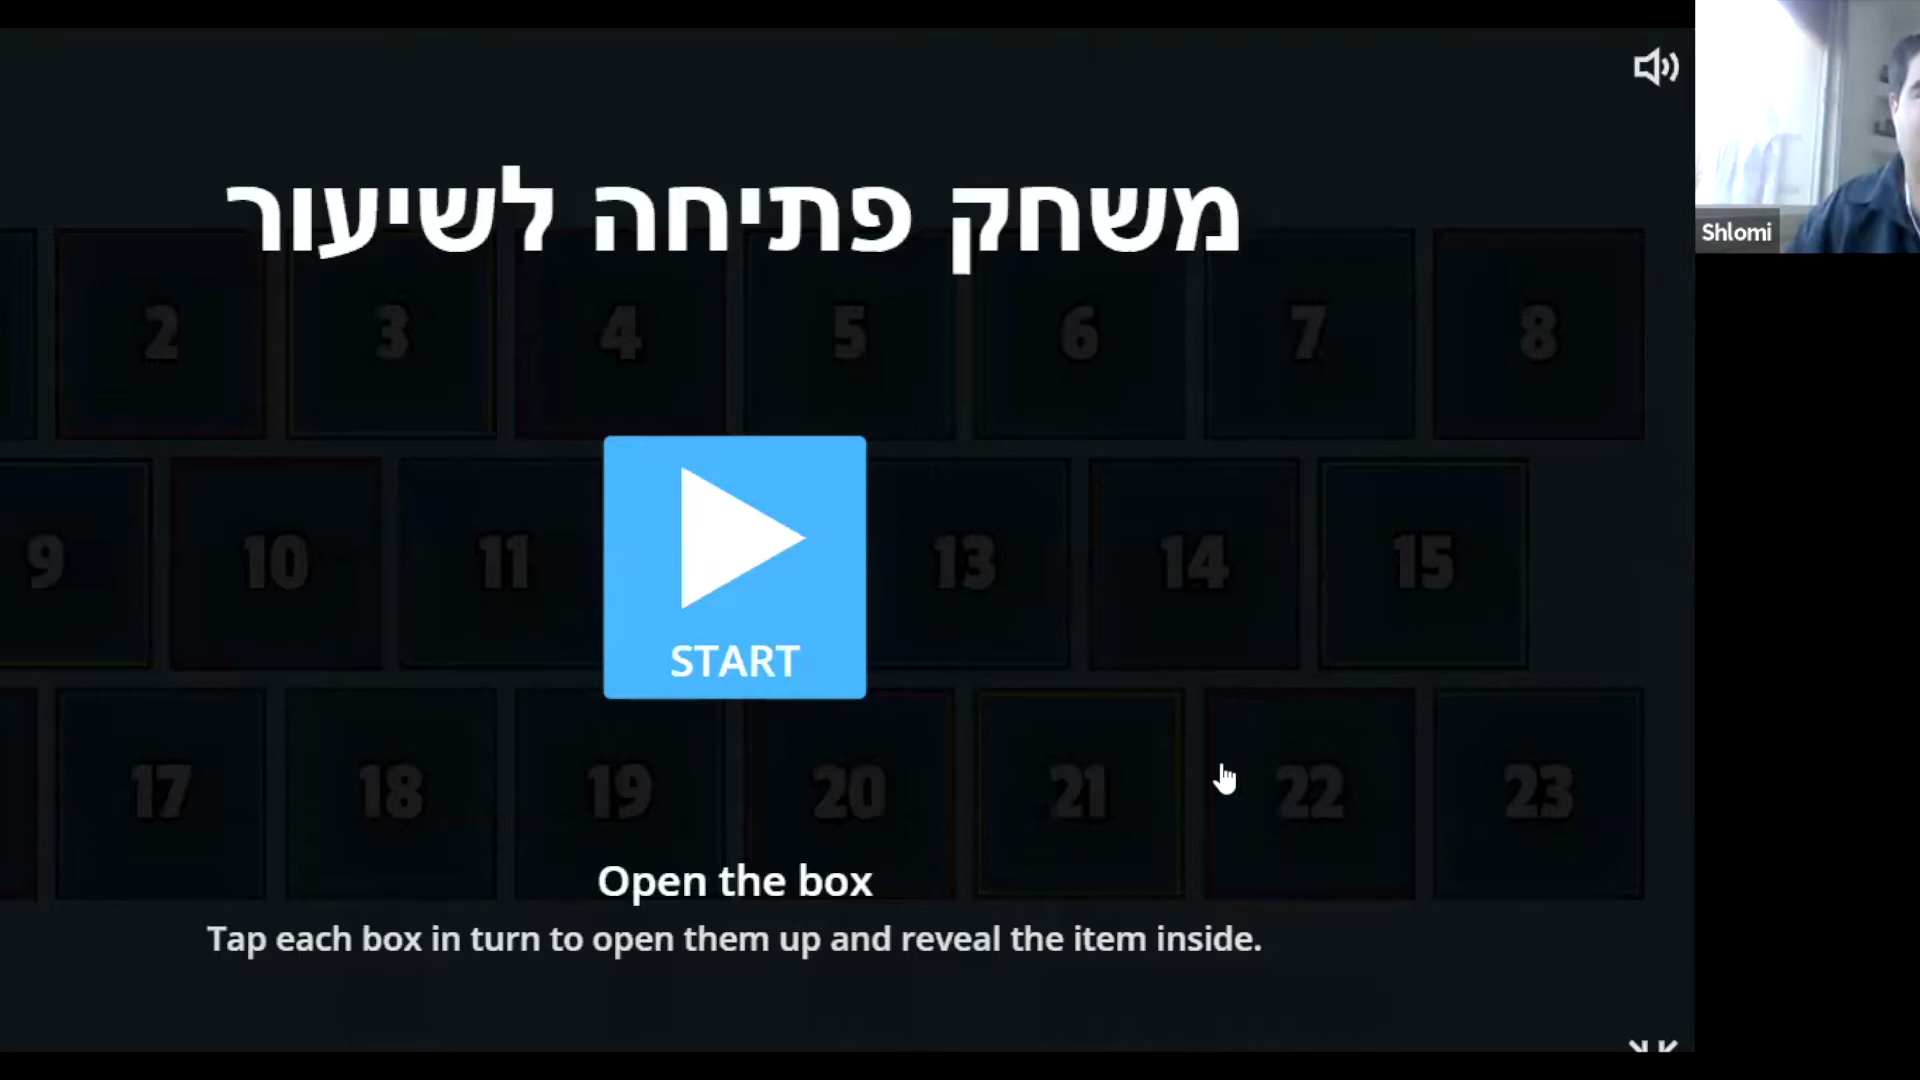 משחק פתיחה לשיעור
Shlomi
2 3 4 5 6 7 8
9 10 11 13 14 15
START
17 18 19 20 21 22 23
Open the box
Tap each box in turn to open them up and reveal the item inside.